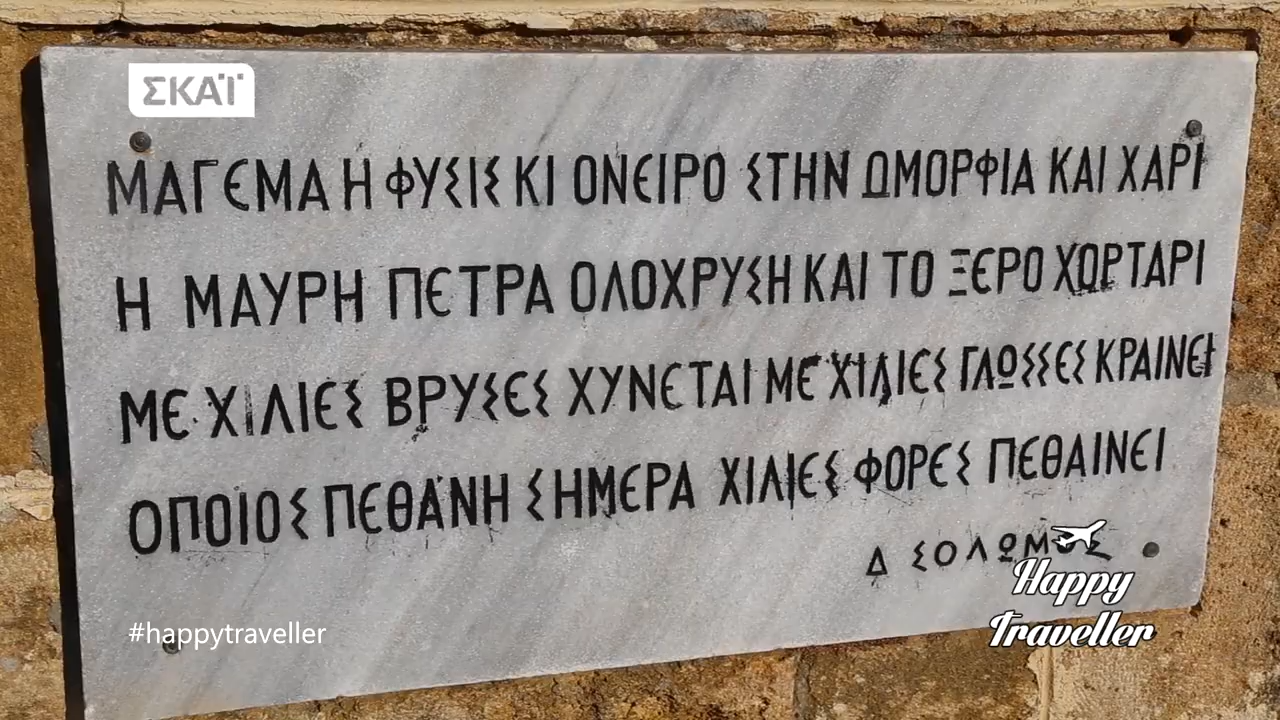 ΣΚΑΪ
ΜΑΓΕΜΑ Η ΦΥΣΙΣ ΚΙ ΟΝΕΙΡΟ ΣΤΗΝ ΩΜΟΡΦΙΑ ΚΑΙ ΧΑΡΙ
Η ΜΑΥΡΗ ΠΕΤΡΑ ΟΛΟΧΡΥΣΗ ΚΑΙ ΤΟ ΞΕΡΟ ΧΟΡΤΑΡΙ
ΜΕ ΧΙΛΙΕΣ ΒΡΥΣΕΣ ΧΥΝΕΤΑΙ ΜΕ ΧΙΛΙΕΣ ΓΛΩΣΣΕΣ ΚΡΑΙΝΕΙ
ΟΠΟΙΟΣ ΠΕΘΑΝΗ ΣΗΜΕΡΑ ΧΙΛΙΕΣ ΦΟΡΕΣ ΠΕΘΑΙΝΕΙ
Δ ΣΟΛΩΜΟΣ
Happy
Traveller
#happytraveller